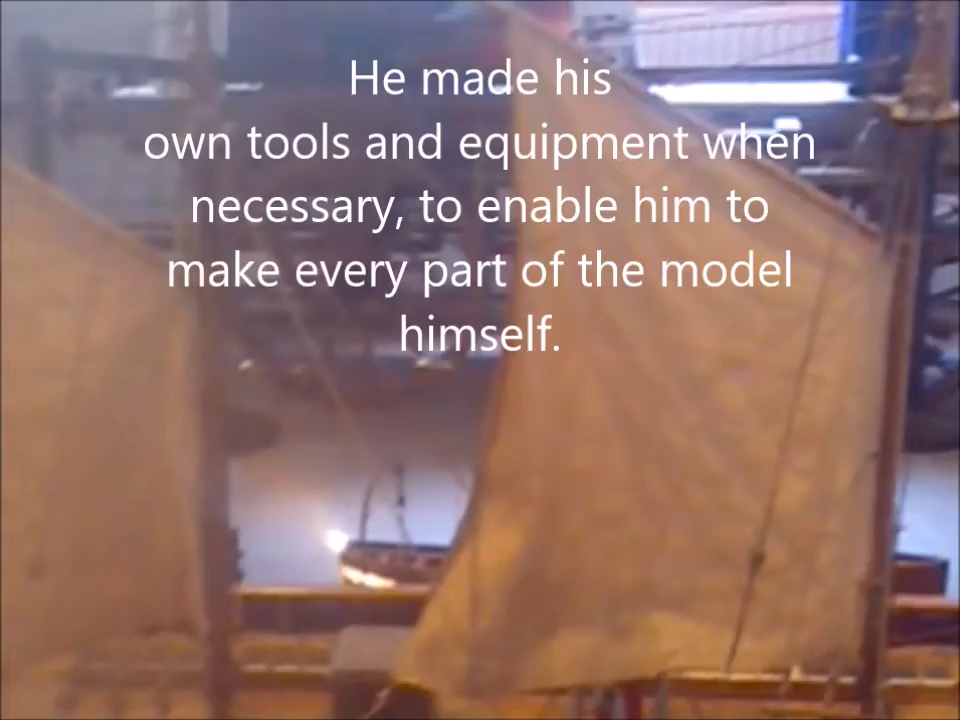 He made his
own tools and equipment when
necessary, to enable him to
make every part of the model
himself.